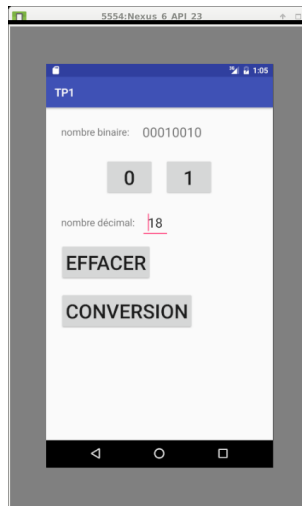 5554:Nexus_6_API_23
1:05
TP1
nombre binaire: 00010010
0 1
nombre décimal: 18
EFFACER
CONVERSION